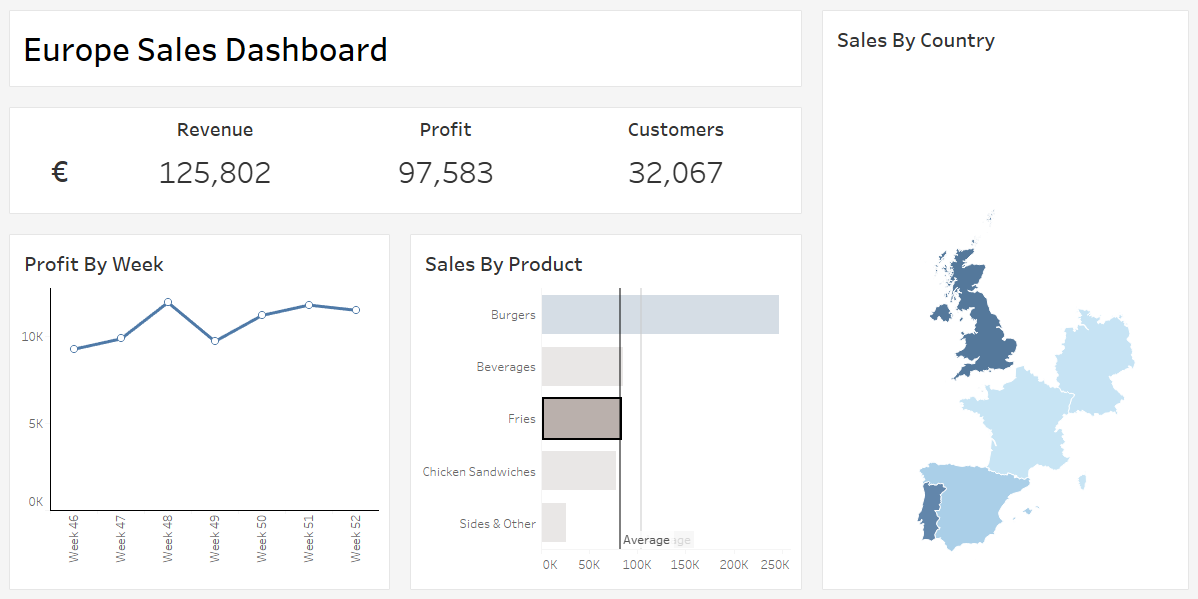 Europe Sales Dashboard
Revenue Profit Customers
€ 125,802 97,583 32,067
Profit By Week
10K
5K
0K
Week 46
Week 47
Week 48
Week 49
Week 50
Week 51
Week 52
Sales By Product
Burgers
Beverages
Fries
Chicken Sandwiches
Sides & Other
Average
0K 50K 100K 150K 200K 250K
Sales By Country